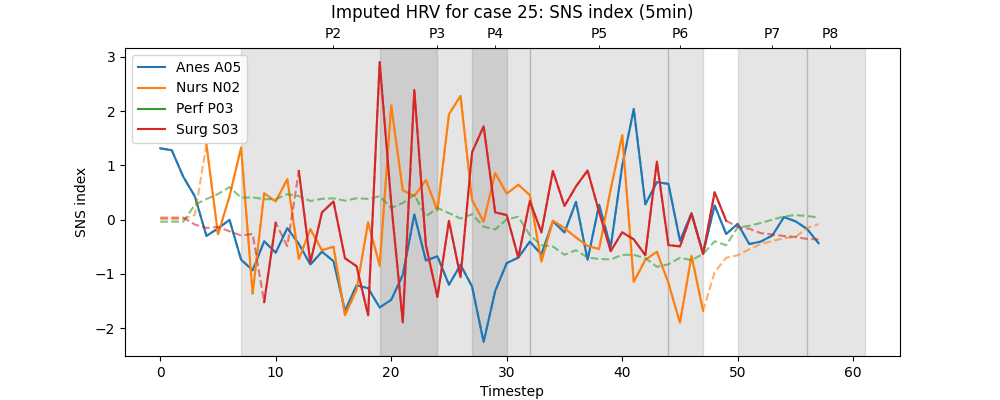 Imputed HRV for case 25: SNS index (5min)
P2 P3 P4 P5 P6 P7 P8
Anes A05
Nurs N02
Perf P03
Surg S03
3
2
1
0
−1
−2
SNS index
0 10 20 30 40 50 60
Timestep